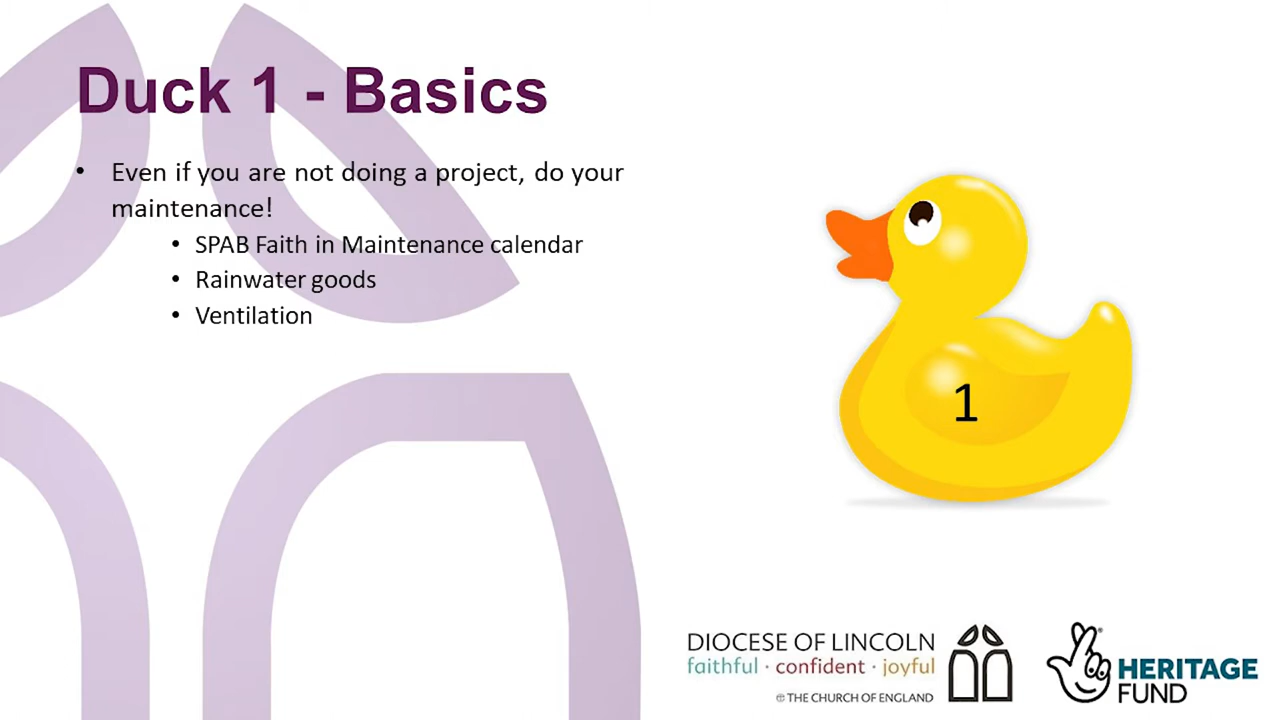 Duck 1 - Basics
• Even if you are not doing a project, do your
maintenance!
• SPAB Faith in Maintenance calendar
• Rainwater goods
• Ventilation
1
DIOCESE OF LINCOLN
faithful · confident · joyful
THE CHURCH OF ENGLAND
HERITAGE
FUND